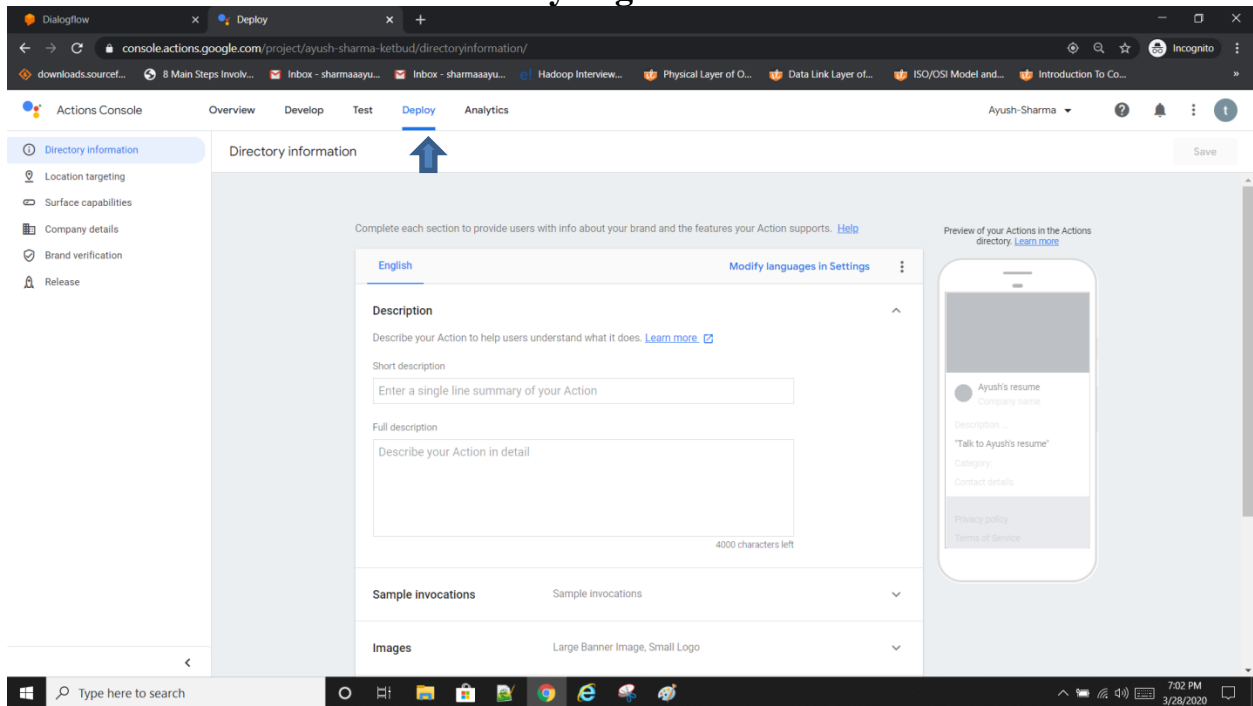 Dialogflow
Deploy
console.actions.google.com/project/ayush-sharma-ketbud/directoryinformation/
Incognito
downloads.sourcef... 8 Main Steps Involv... Inbox - sharmaaayu... Inbox - sharmaaayu... Hadoop Interview... Physical Layer of O... Data Link Layer of... ISO/OSI Model and... Introduction To Co... »
Actions Console Overview Develop Test Deploy Analytics Ayush-Sharma t
Directory information
Location targeting
Surface capabilities
Company details
Brand verification
Release
Directory information Save
Complete each section to provide users with info about your brand and the features your Action supports. Help
English Modify languages in Settings
Description
Describe your Action to help users understand what it does. Learn more
Short description
Enter a single line summary of your Action
Full description
Describe your Action in detail
4000 characters left
Sample invocations Sample invocations
Images Large Banner Image, Small Logo
Preview of your Actions in the Actions
directory. Learn more
Ayush's resume
Company name
Description...
"Talk to Ayush's resume"
Category:
Contact details
Privacy policy
Terms of Service
Type here to search
7:02 PM
3/28/2020